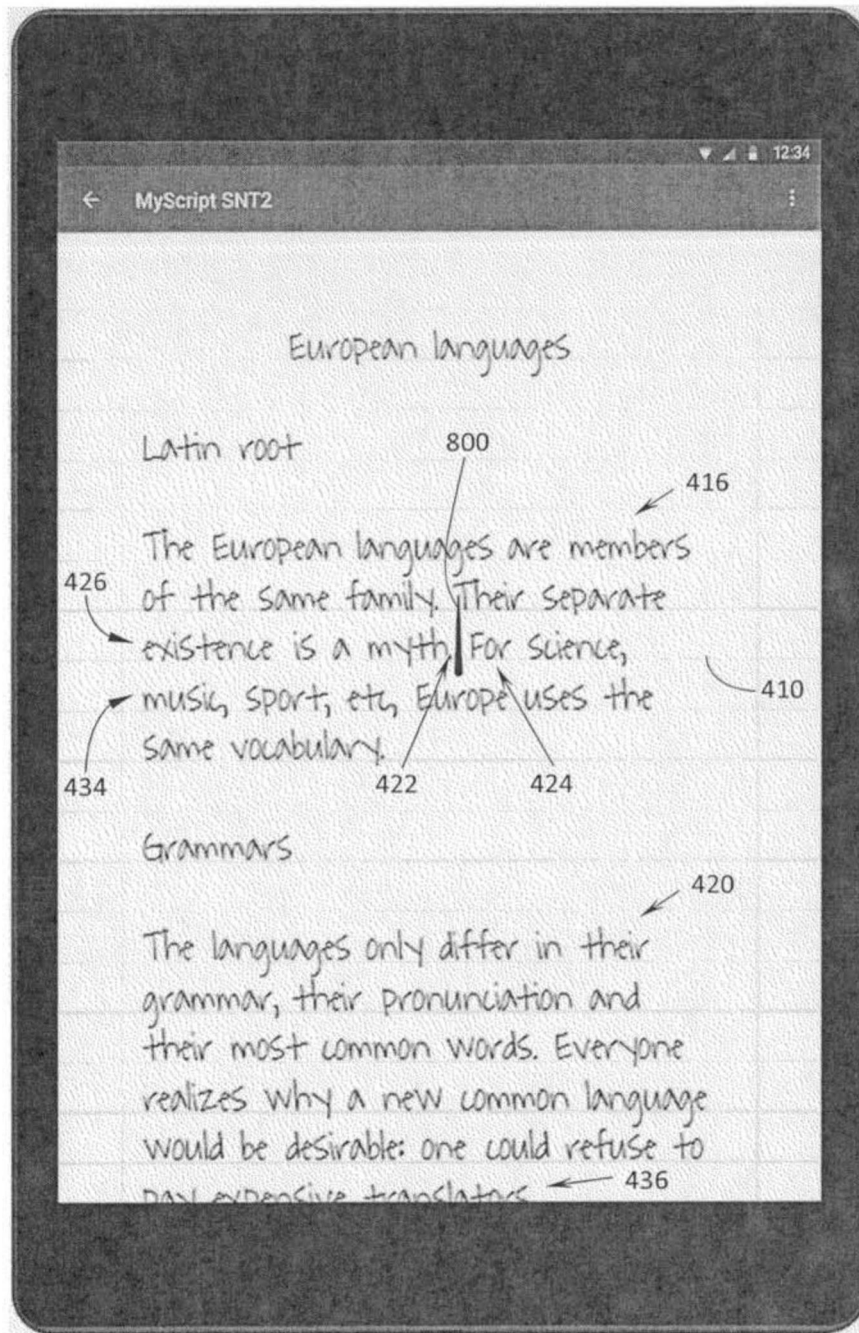 12:34
← MyScript SNT2
European languages
Latin root
800
416
The European languages are members
426
of the same family. Their separate
existence is a myth. For science,
410
music, sport, etc, Europe uses the
same vocabulary.
434
422
424
Grammars
420
The languages only differ in their
grammar, their pronunciation and
their most common words. Everyone
realizes why a new common language
would be desirable: one could refuse to
pay expensive translators
436